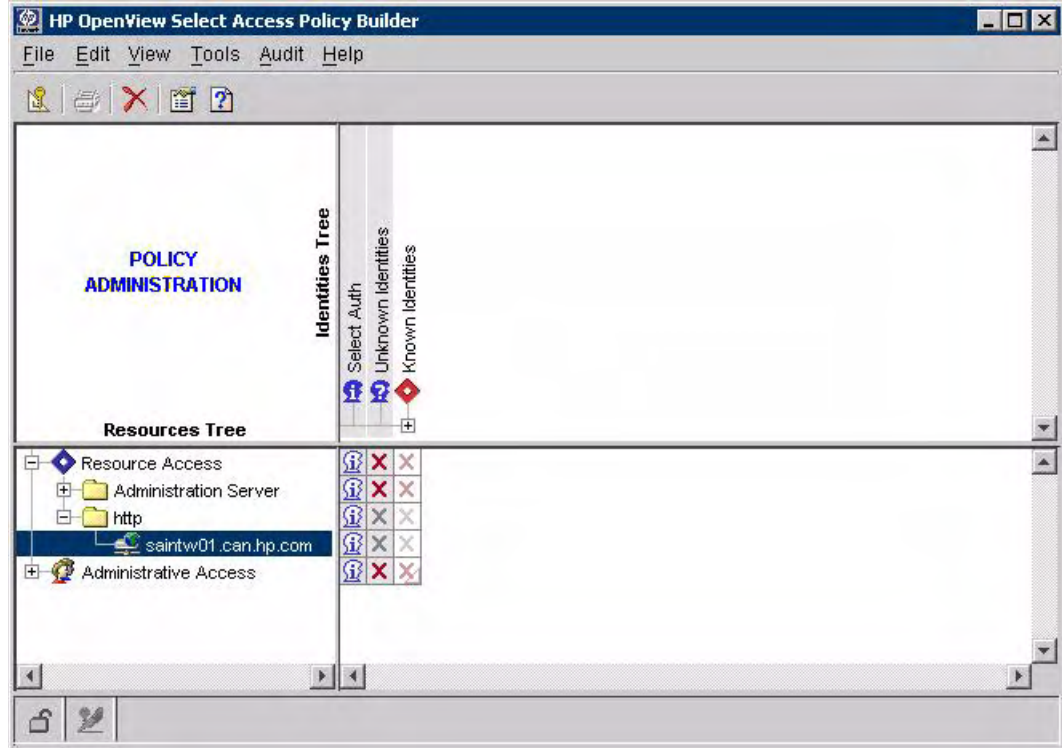 HP OpenView Select Access Policy Builder
File Edit View Tools Audit Help
POLICY
ADMINISTRATION
Identities Tree
Select Auth
Unknown Identities
Known Identities
Resources Tree
Resource Access
Administration Server
http
saintw01.can.hp.com
Administrative Access